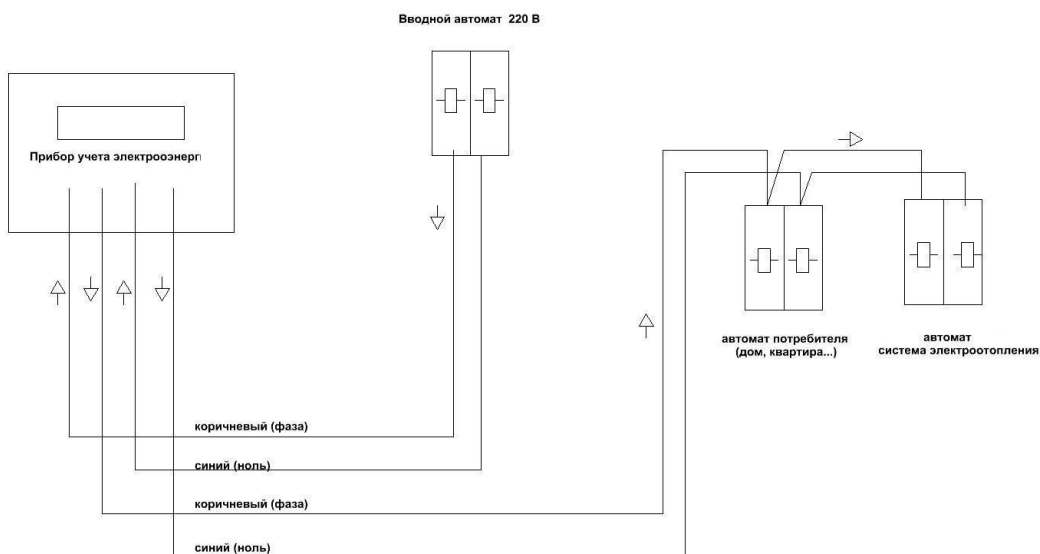 Вводной автомат 220 В
Прибор учета электрооэнерг
автомат потребителя
(дом, квартира...)
автомат
система электроотопления
коричневый (фаза)
синий (ноль)
коричневый (фаза)
синий (ноль)